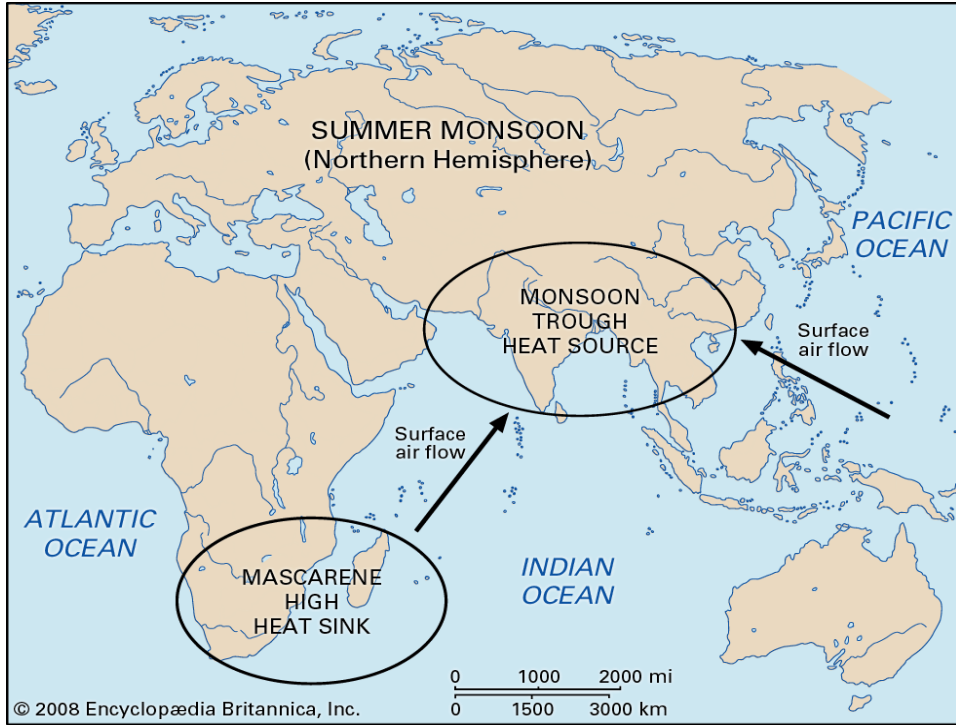 SUMMER MONSOON
(Northern Hemisphere)
PACIFIC
OCEAN
MONSOON
TROUGH
HEAT SOURCE
Surface
air flow
Surface
air flow
ATLANTIC
OCEAN
MASCARENE
HIGH
HEAT SINK
INDIAN
OCEAN
0 1000 2000 mi
0 1500 3000 km
© 2008 Encyclopædia Britannica, Inc.